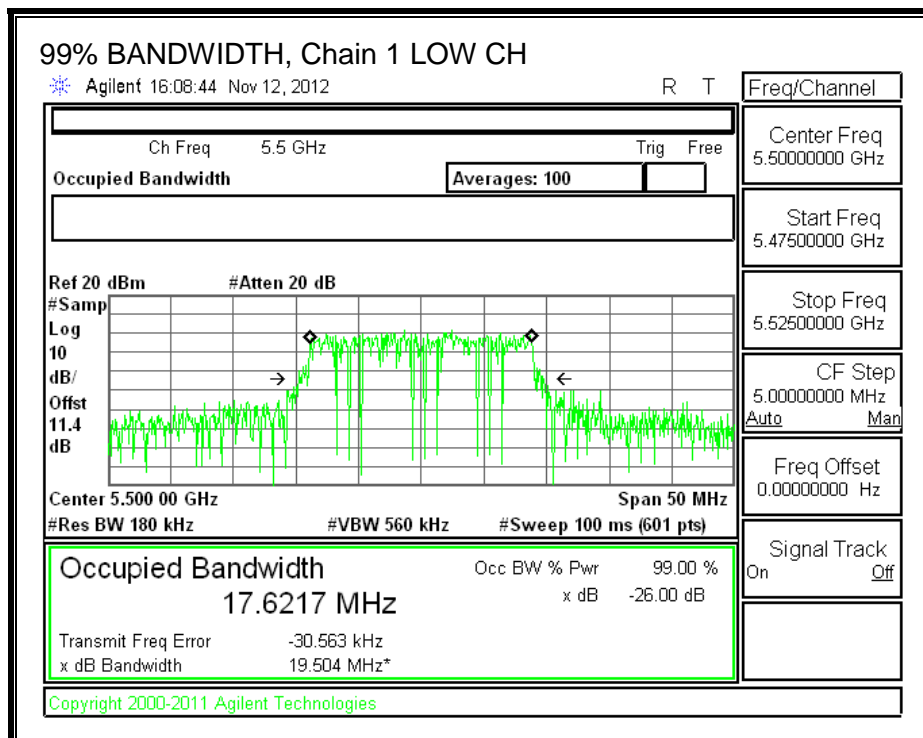 99% BANDWIDTH, Chain 1 LOW CH
Agilent 16:08:44 Nov 12, 2012 R T
Ch Freq 5.5 GHz Trig Free
Occupied Bandwidth Averages: 100
Ref 20 dBm #Atten 20 dB
#Samp
Log
10
dB/
Offst
11.4
dB
Center 5.500 00 GHz Span 50 MHz
#Res BW 180 kHz #VBW 560 kHz #Sweep 100 ms (601 pts)
Occupied Bandwidth Occ BW % Pwr 99.00 %
17.6217 MHz x dB -26.00 dB
Transmit Freq Error -30.563 kHz
x dB Bandwidth 19.504 MHz*
Copyright 2000-2011 Agilent Technologies
Freq/Channel
Center Freq
5.50000000 GHz
Start Freq
5.47500000 GHz
Stop Freq
5.52500000 GHz
CF Step
5.00000000 MHz
Auto Man
Freq Offset
0.00000000 Hz
Signal Track
On Off